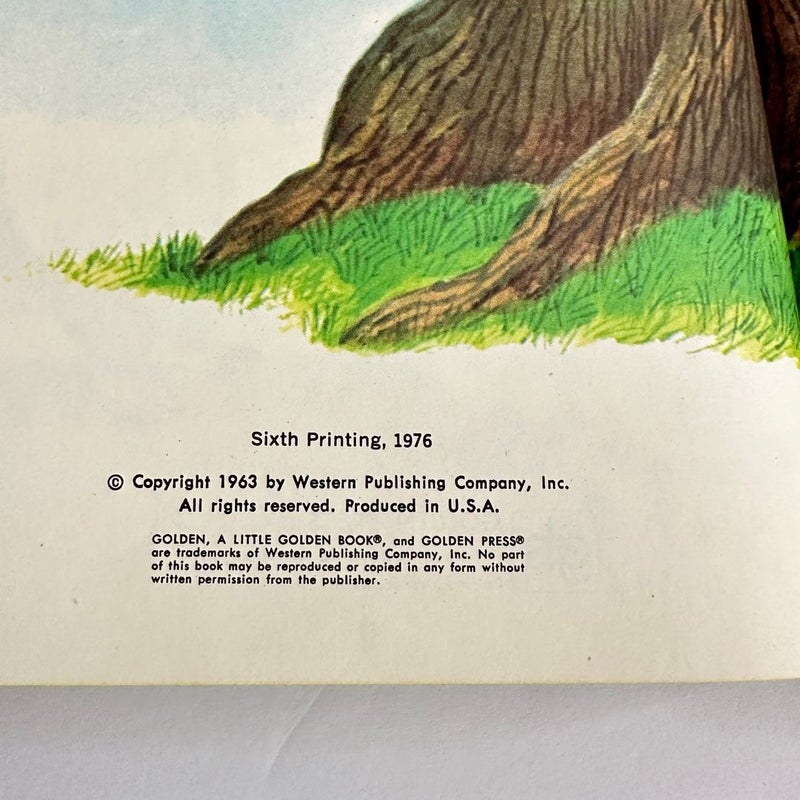 Sixth Printing, 1976
© Copyright 1963 by Western Publishing Company, Inc.
All rights reserved. Produced in U.S.A.
GOLDEN, A LITTLE GOLDEN BOOK®, and GOLDEN PRESS®
are trademarks of Western Publishing Company, Inc. No part
of this book may be reproduced or copied in any form without
written permission from the publisher.